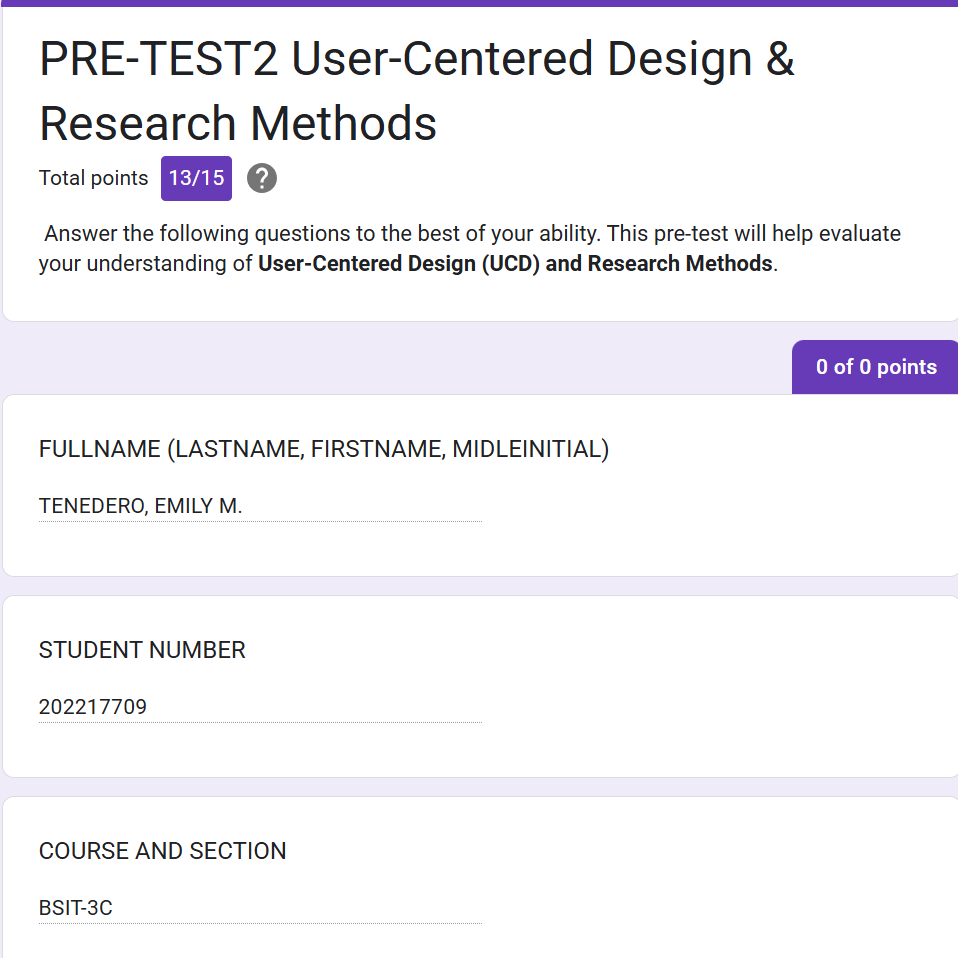 PRE-TEST2 User-Centered Design &
Research Methods
Total points 13/15 ?
Answer the following questions to the best of your ability. This pre-test will help evaluate
your understanding of User-Centered Design (UCD) and Research Methods.
0 of 0 points
FULLNAME (LASTNAME, FIRSTNAME, MIDLEINITIAL)
TENEDERO, EMILY M.
STUDENT NUMBER
202217709
COURSE AND SECTION
BSIT-3C